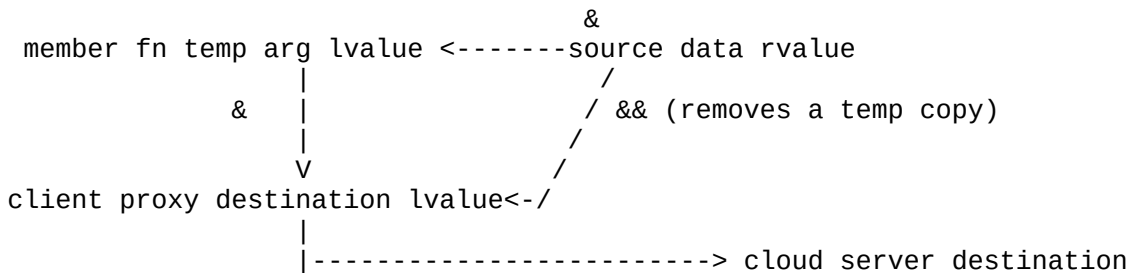 &
member fn temp arg lvalue <-------source data rvalue
| /
& | / && (removes a temp copy)
| /
V /
client proxy destination lvalue<-/
|
|-------------------------> cloud server destination